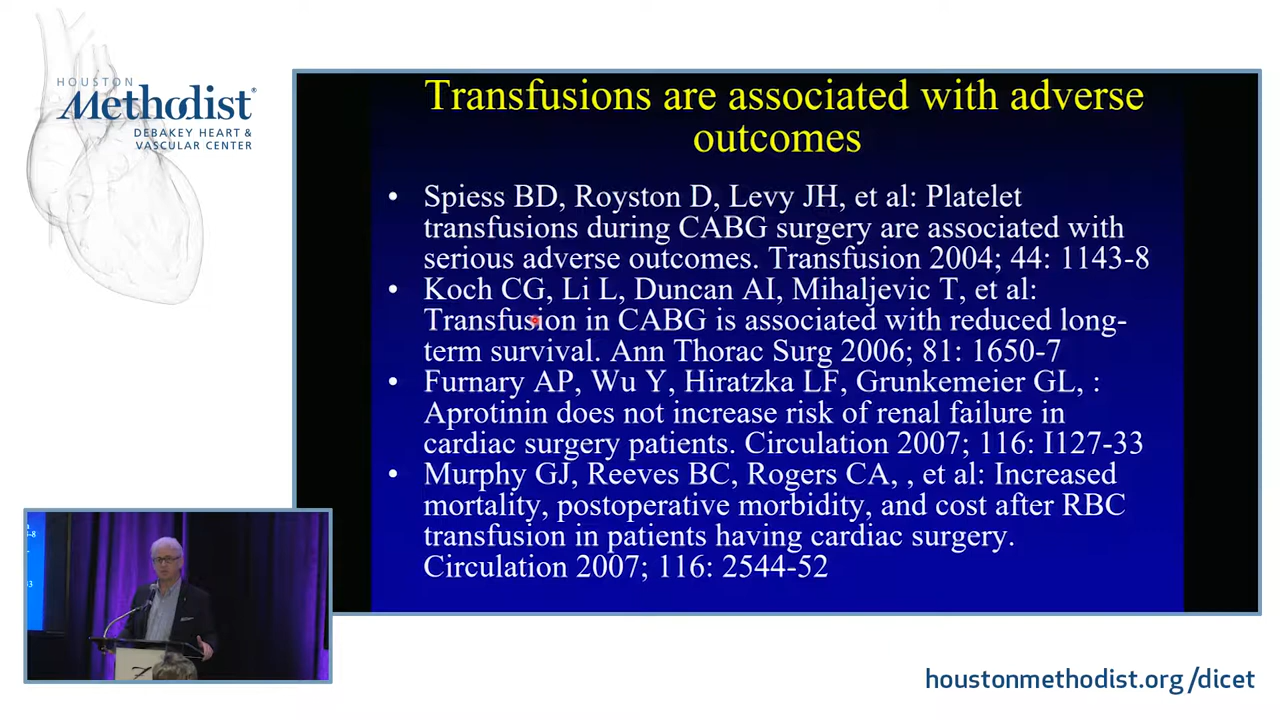 HOUSTON
Methodist®
DEBAKEY HEART &
VASCULAR CENTER
Transfusions are associated with adverse
outcomes
• Spiess BD, Royston D, Levy JH, et al: Platelet
transfusions during CABG surgery are associated with
serious adverse outcomes. Transfusion 2004; 44: 1143-8
• Koch CG, Li L, Duncan AI, Mihaljevic T, et al:
Transfusion in CABG is associated with reduced long-
term survival. Ann Thorac Surg 2006; 81: 1650-7
• Furnary AP, Wu Y, Hiratzka LF, Grunkemeier GL, :
Aprotinin does not increase risk of renal failure in
cardiac surgery patients. Circulation 2007; 116: I127-33
• Murphy GJ, Reeves BC, Rogers CA, , et al: Increased
mortality, postoperative morbidity, and cost after RBC
transfusion in patients having cardiac surgery.
Circulation 2007; 116: 2544-52
houstonmethodist.org/dicet